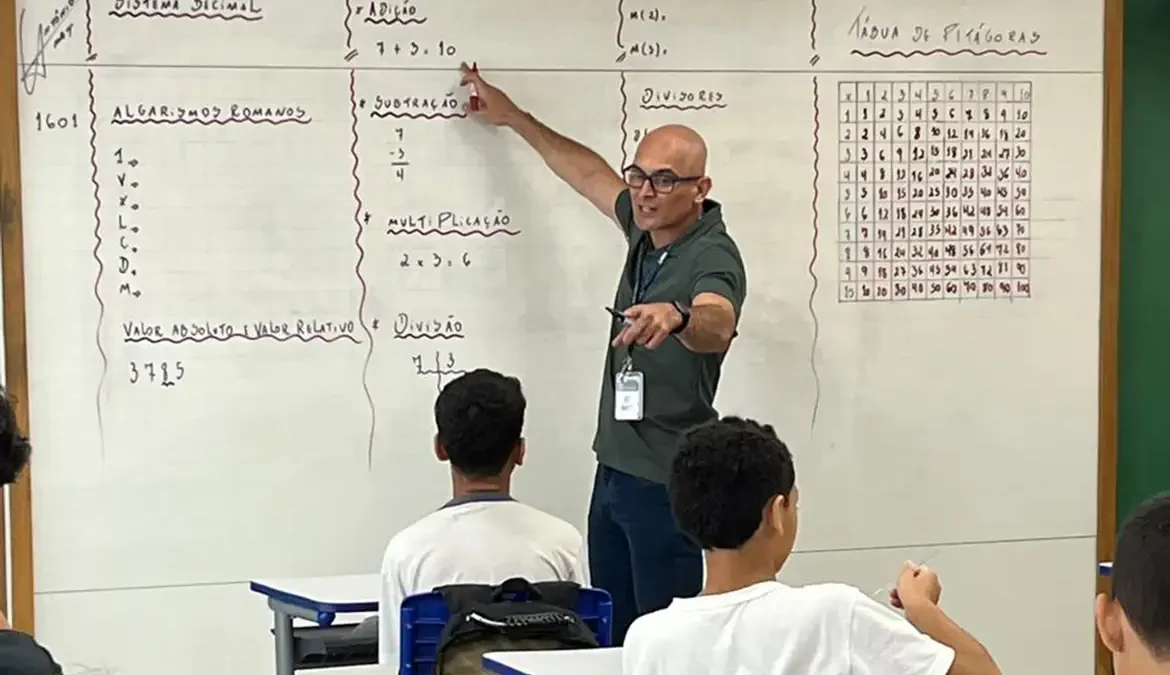 Antônio
MAT
1601
SISTEMA DECIMAL
ALGARISMOS ROMANOS
I
V
X
L
C
D
M
VALOR ABSOLUTO E VALOR RELATIVO
3785
* ADIÇÃO
7 + 3 = 10
* SUBTRAÇÃO
7
-3
4
* MULTIPLICAÇÃO
2 x 3 = 6
* DIVISÃO
7 3
M(2)=
M(3)=
DIVISORES
TÁBUA DE PITÁGORAS
x 1 2 3 4 5 6 7 8 9 10
1 1 2 3 4 5 6 7 8 9 10
2 2 4 6 8 10 12 14 16 18 20
3 3 6 9 12 15 18 21 24 27 30
4 4 8 12 16 20 24 28 32 36 40
5 5 10 15 20 25 30 35 40 45 50
6 6 12 18 24 30 36 42 48 54 60
7 7 14 21 28 35 42 49 56 63 70
8 8 16 24 32 40 48 56 64 72 80
9 9 18 27 36 45 54 63 72 81 90
10 10 20 30 40 50 60 70 80 90 100